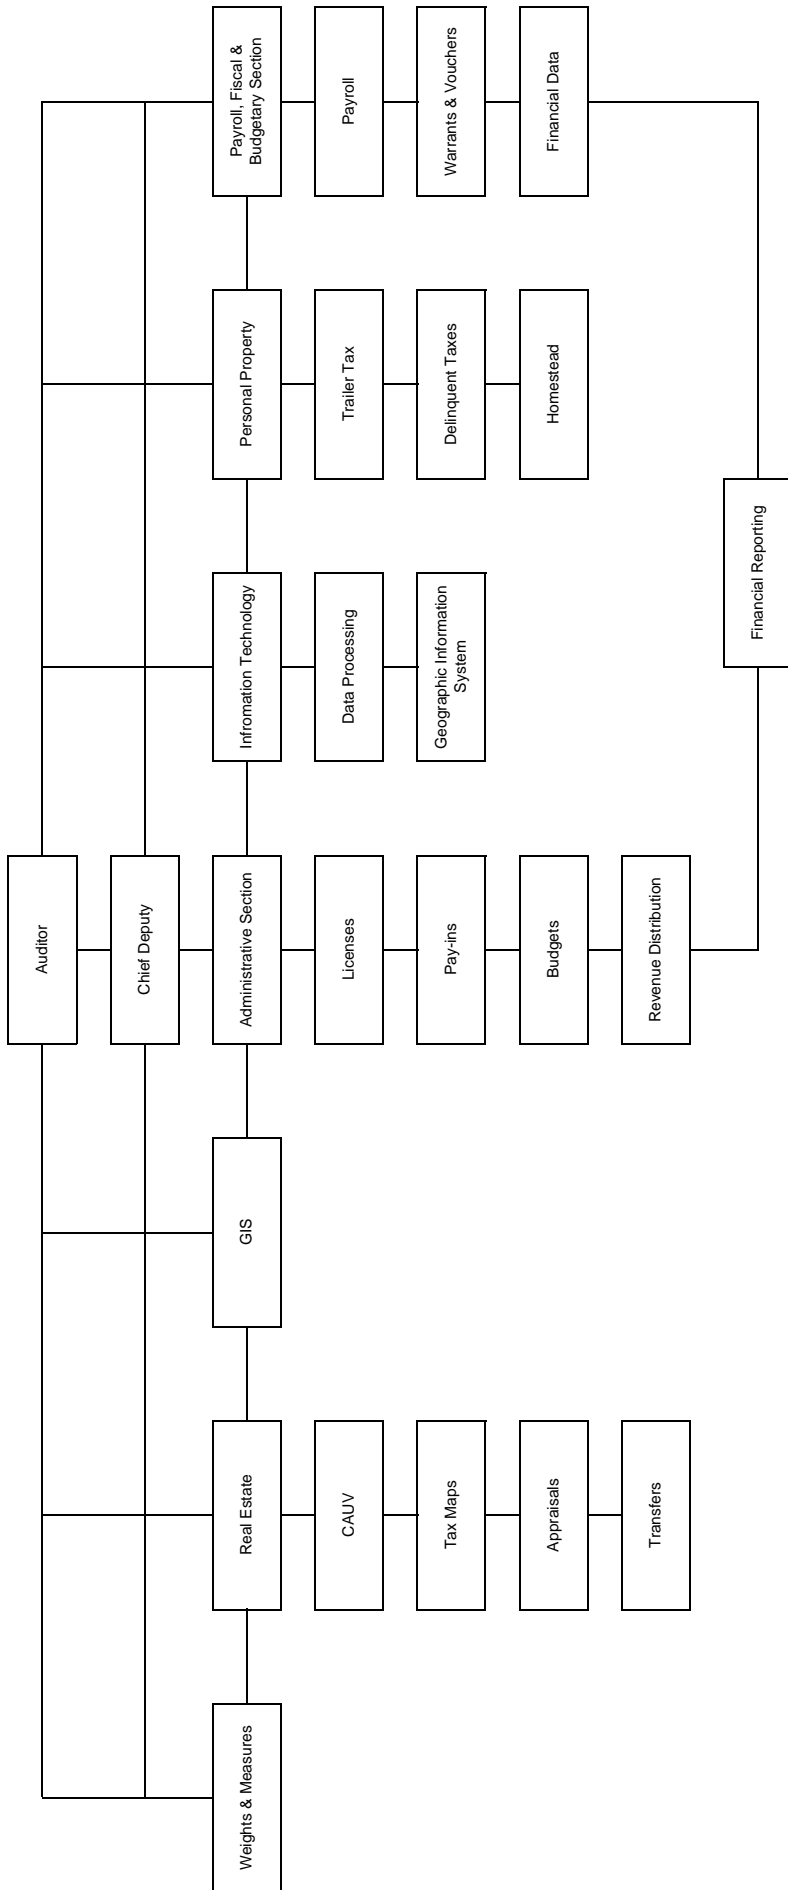 Auditor
Chief Deputy
Weights & Measures
Real Estate
GIS
Administrative Section
Infromation Technology
Personal Property
Payroll, Fiscal &
Budgetary Section
CAUV
Licenses
Data Processing
Trailer Tax
Payroll
Tax Maps
Pay-ins
Geographic Information
System
Delinquent Taxes
Warrants & Vouchers
Appraisals
Budgets
Homestead
Financial Data
Transfers
Revenue Distribution
Financial Reporting